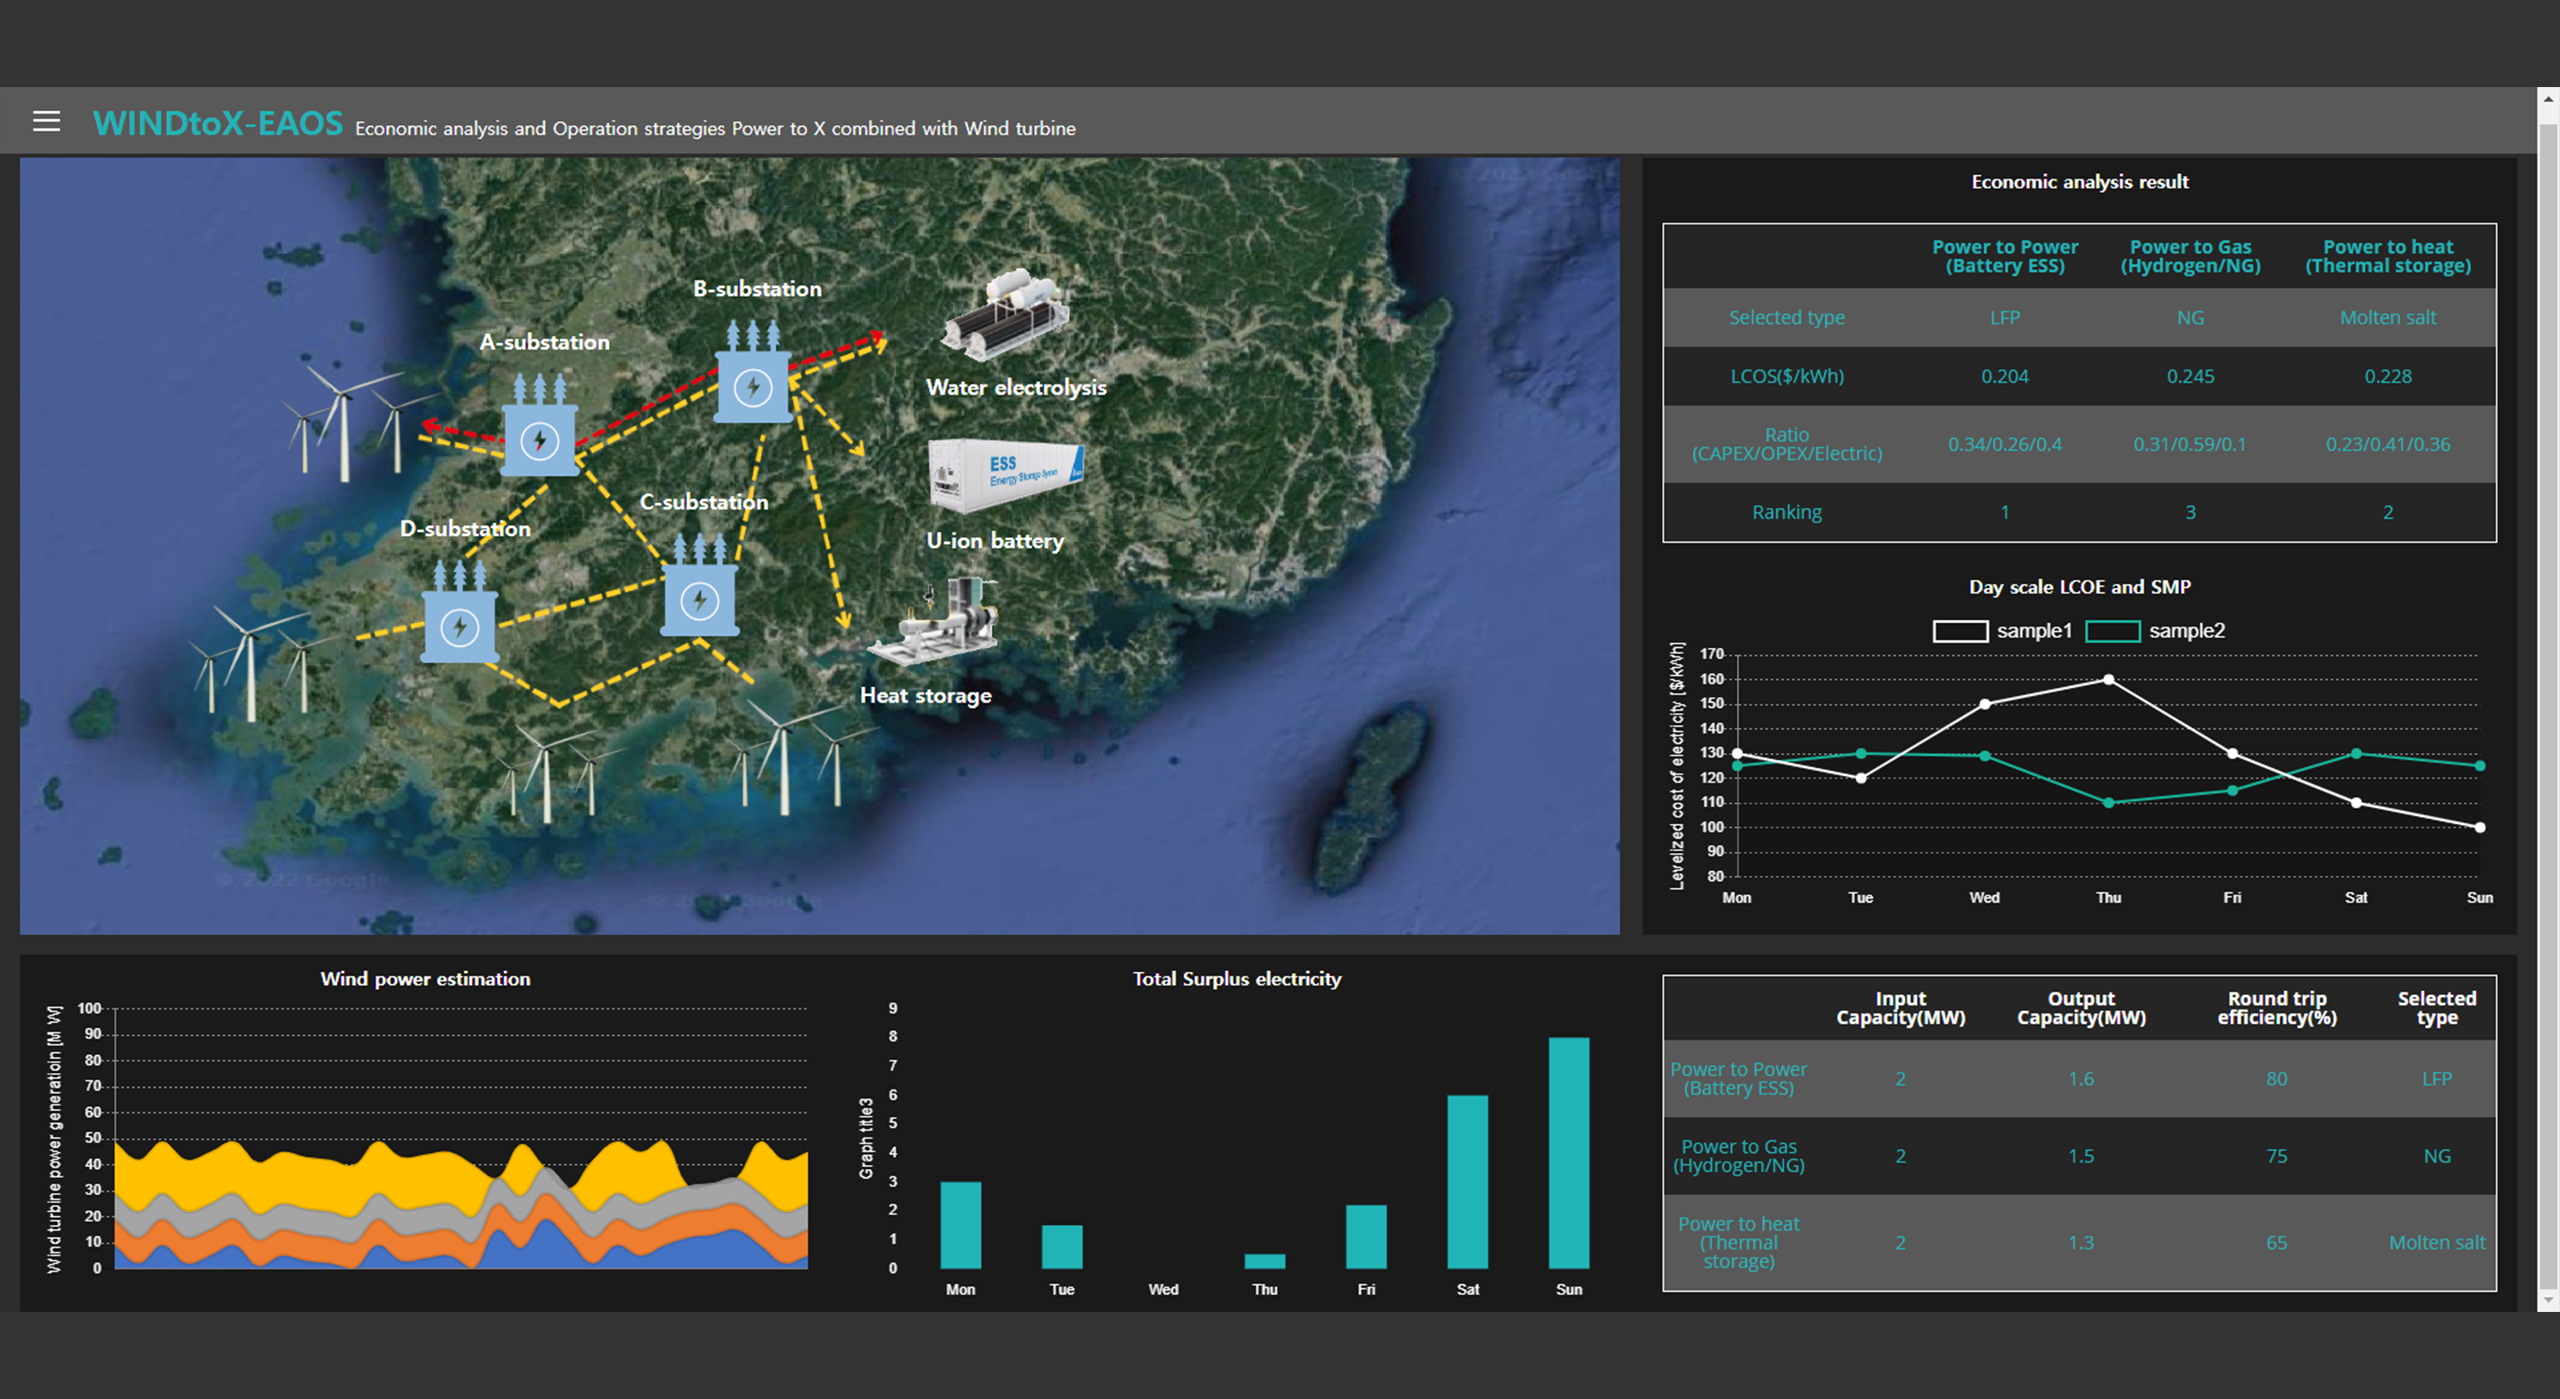 WINDtoX-EAOS Economic analysis and Operation strategies Power to X combined with Wind turbine
B-substation
A-substation
Water electrolysis
ESS
Energy Storage System
C-substation
D-substation
U-ion battery
Heat storage
© 2022 Google
Economic analysis result
Power to Power Power to Gas Power to heat
(Battery ESS) (Hydrogen/NG) (Thermal storage)
Selected type LFP NG Molten salt
LCOS($/kWh) 0.204 0.245 0.228
Ratio
(CAPEX/OPEX/Electric) 0.34/0.26/0.4 0.31/0.59/0.1 0.23/0.41/0.36
Ranking 1 3 2
Day scale LCOE and SMP
sample1 sample2
Levelized cost of electricity [$/kWh]
170
160
150
140
130
120
110
100
90
80
Mon Tue Wed Thu Fri Sat Sun
Wind power estimation
Wind turbine power generatioin [M W]
100
90
80
70
60
50
40
30
20
10
0
Total Surplus electricity
Graph titile3
9
8
7
6
5
4
3
2
1
0
Mon Tue Wed Thu Fri Sat Sun
Input Output Round trip Selected
Capacity(MW) Capacity(MW) efficiency(%) type
Power to Power
(Battery ESS) 2 1.6 80 LFP
Power to Gas
(Hydrogen/NG) 2 1.5 75 NG
Power to heat
(Thermal 2 1.3 65 Molten salt
storage)